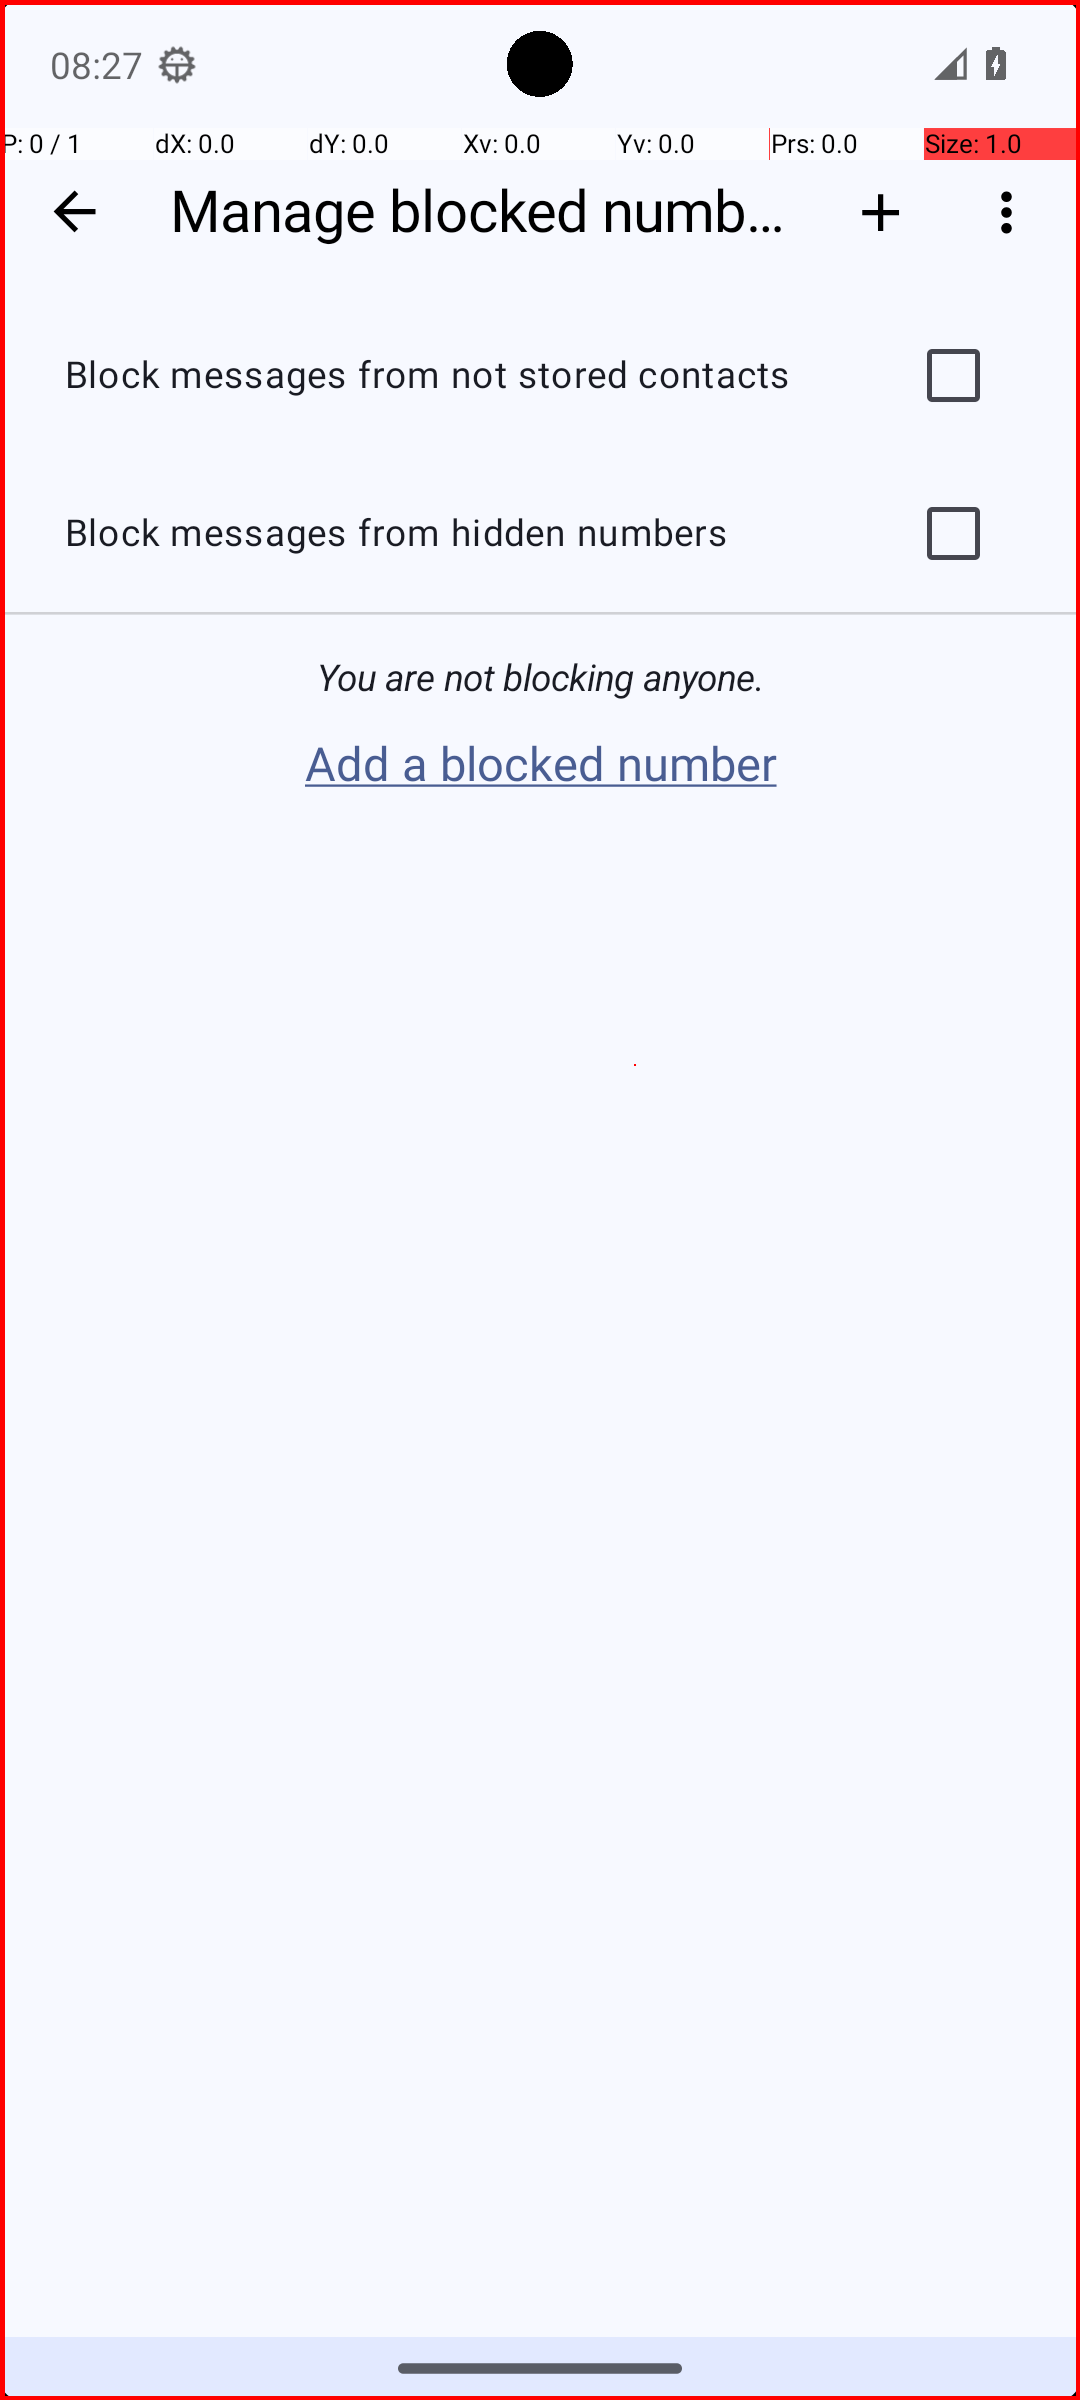 08:27
P: 0 / 1 dX: 0.0 dY: 0.0 Xv: 0.0 Yv: 0.0 Prs: 0.0 Size: 1.0
Manage blocked numb...
Block messages from not stored contacts
Block messages from hidden numbers
You are not blocking anyone.
Add a blocked number